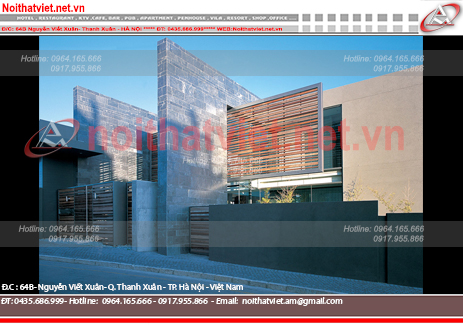 Noithatviet.net.vn
HOTEL . RESTAURANT . KTV .CAFE. BAR . PUB . APARTMENT . PENHOUSE . VILA . RESORT . SHOP .OFFICE ...
Noithatviet.net.vn
Đ/C: 64B Nguyễn Viết Xuân- Thanh Xuân - HÀ NỘI ***** ĐT: 0435.686.999***** WEB:Noithatviet.net.vn
Hotline: 0964.165.666
0917.955.866
Hotline: 0964.165.666
0917.955.866
noithatviet.net.vn
Hotline: 0964.165.666
0917.955.866
Hotline: 0964.165.666
0917.955.866
Đ.C : 64B- Nguyễn Viết Xuân- Q. Thanh Xuân - TP. Hà Nội - Việt Nam
ĐT: 0435.686.999- Hotline: 0964.165.666 - 0917.955.866 - Email: noithatviet.am@gmail.com